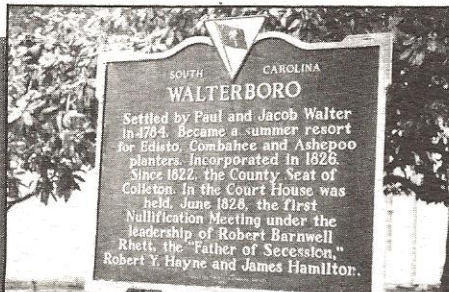 SOUTH CAROLINA
WALTERBORO
Settled by Paul and Jacob Walter
in 1784. Became a summer resort
for Edisto, Combahee and Ashepoo
planters. Incorporated in 1826.
Since 1822, the County Seat of
Colleton. In the Court House was
held, June 1828, the first
Nullification Meeting under the
leadership of Robert Barnwell
Rhett, the "Father of Secession,"
Robert Y. Hayne and James Hamilton.